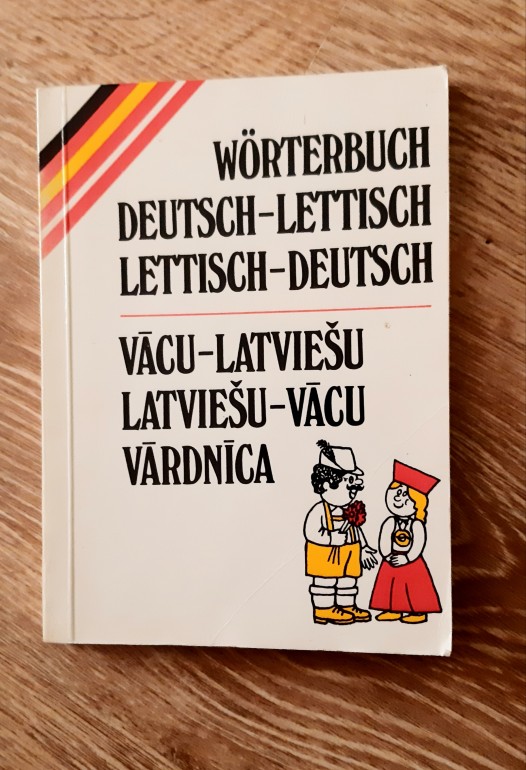 WÖRTERBUCH
DEUTSCH–LETTISCH
LETTISCH–DEUTSCH
VĀCU–LATVIEŠU
LATVIEŠU–VĀCU
VĀRDNĪCA